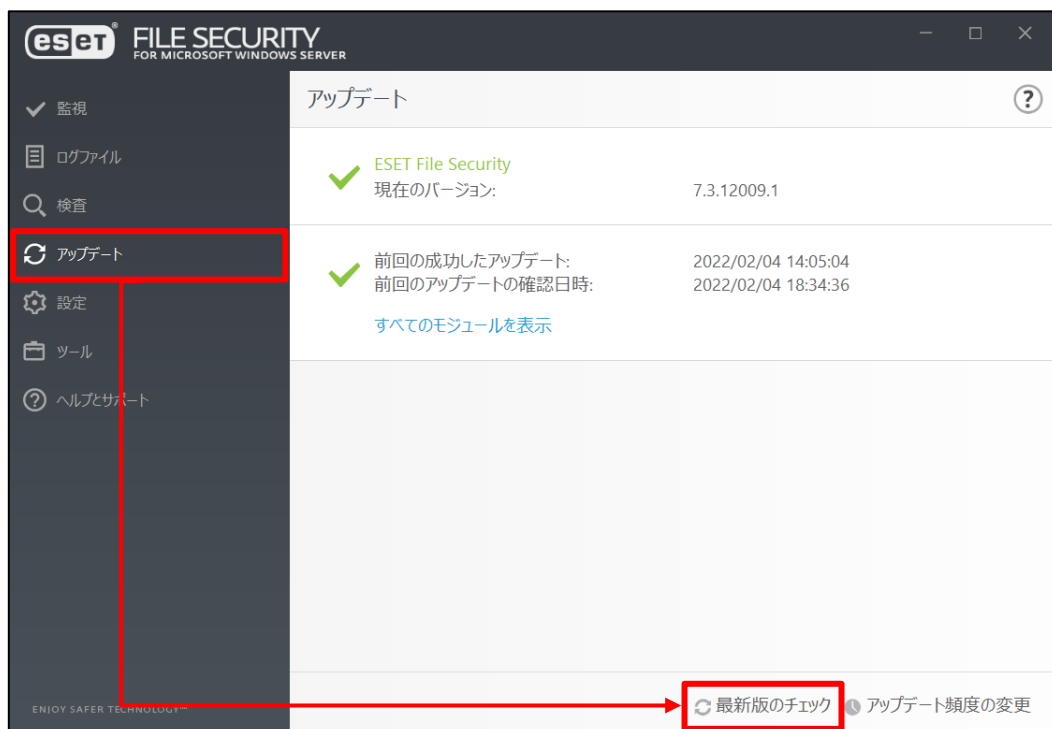 eset® FILE SECURITY
FOR MICROSOFT WINDOWS SERVER
監視
ログファイル
検査
アップデート
設定
ツール
ヘルプとサポート
ENJOY SAFER TECHNOLOGY™
アップデート
?
ESET File Security
現在のバージョン: 7.3.12009.1
前回の成功したアップデート: 2022/02/04 14:05:04
前回のアップデートの確認日時: 2022/02/04 18:34:36
すべてのモジュールを表示
最新版のチェック アップデート頻度の変更